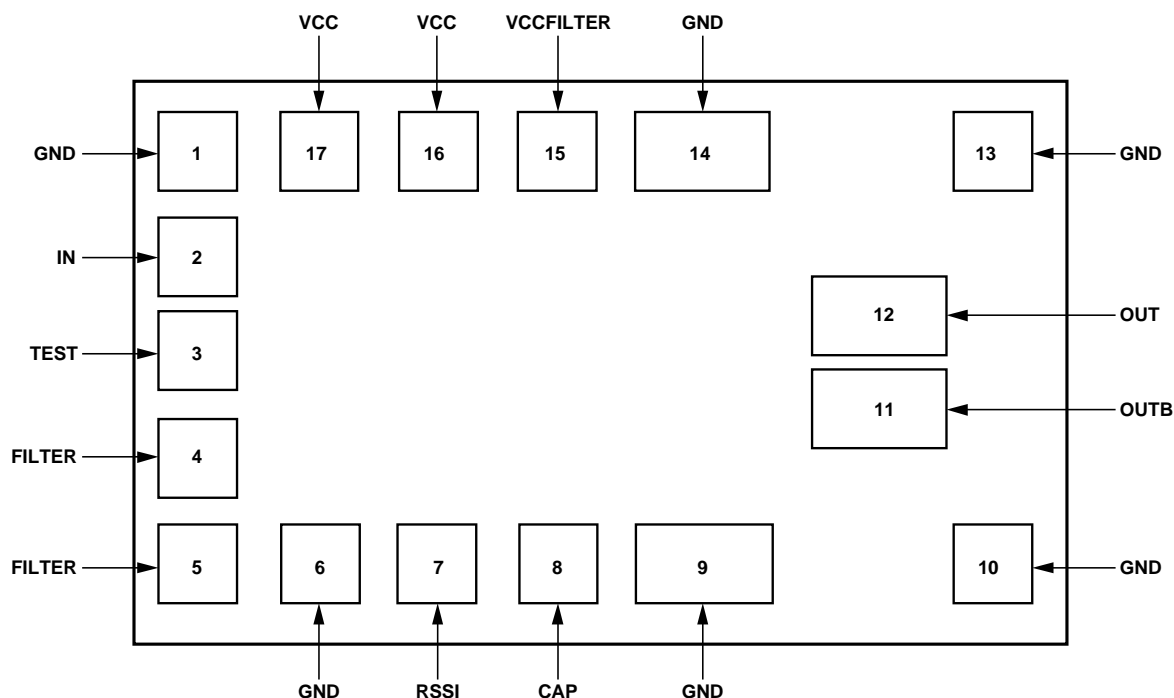 VCC VCC VCCFILTER GND
GND 1 17 16 15 14 13 GND
IN 2
12 OUT
TEST 3
11 OUTB
FILTER 4
FILTER 5 6 7 8 9 10 GND
GND RSSI CAP GND